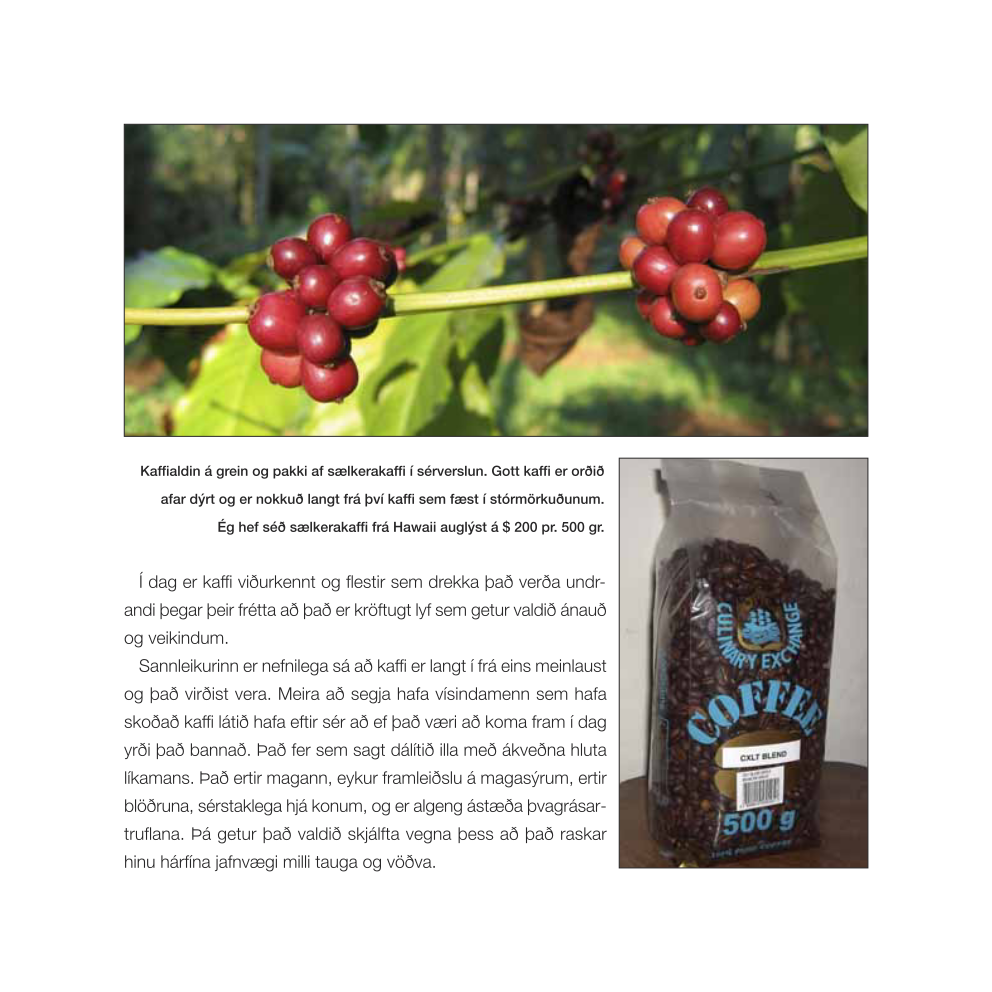 Kaffialdin á grein og pakki af sælkerakaffi í sérverslun. Gott kaffi er orðið
afar dýrt og er nokkuð langt frá því kaffi sem fæst í stórmörkuðunum.
Ég hef séð sælkerakaffi frá Hawaii auglýst á $ 200 pr. 500 gr.
Í dag er kaffi viðurkennt og flestir sem drekka það verða undr-
andi þegar þeir frétta að það er kröftugt lyf sem getur valdið ánauð
og veikindum.
Sannleikurinn er nefnilega sá að kaffi er langt í frá eins meinlaust
og það virðist vera. Meira að segja hafa vísindamenn sem hafa
skoðað kaffi látið hafa eftir sér að ef það væri að koma fram í dag
yrði það bannað. Það fer sem sagt dálítið illa með ákveðna hluta
líkamans. Það ertir magann, eykur framleiðslu á magasýrum, ertir
blöðruna, sérstaklega hjá konum, og er algeng ástæða þvagrásar-
truflana. Þá getur það valdið skjálfta vegna þess að það raskar
hinu hárfína jafnvægi milli tauga og vöðva.
CULINARY EXCHANGE
COFFEE
CXLT BLEND
500 g
100% PURE COFFEE